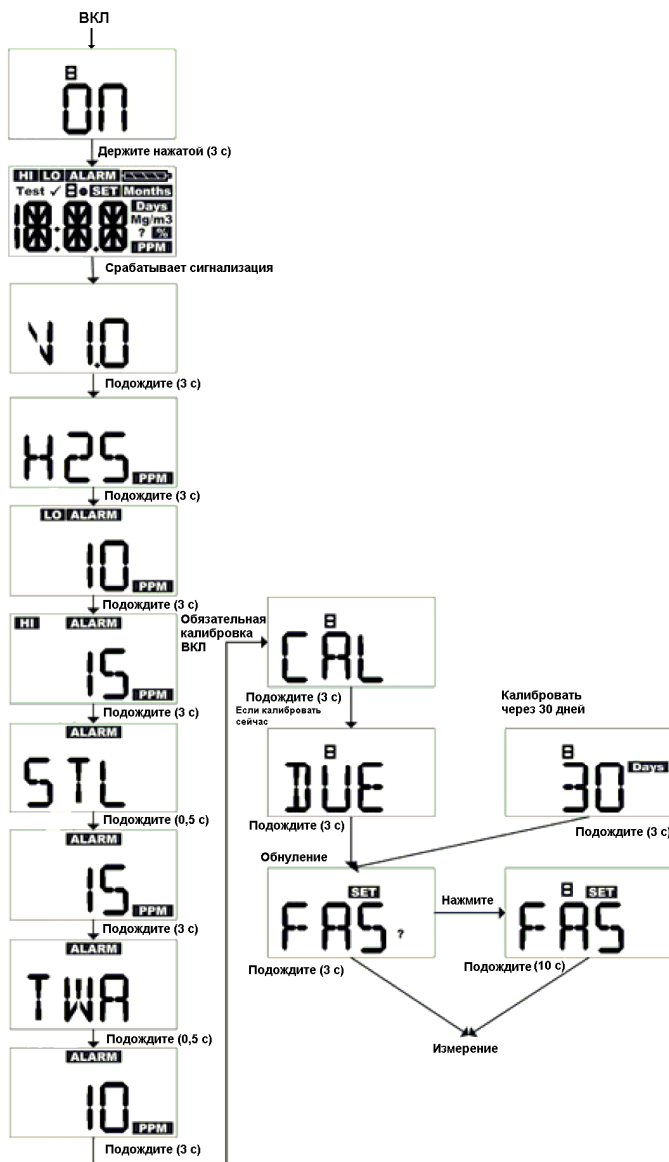 ВКЛ
ON
Держите нажатой (3 с)
HI LO ALARM
Test ✓ SET Months
18:8.8
Days
Mg/m3
? %
PPM
Срабатывает сигнализация
V 1.0
Подождите (3 с)
H2S PPM
Подождите (3 с)
LO ALARM
10 PPM
Подождите (3 с)
HI ALARM
15 PPM
Подождите (3 с)
ALARM
STL
Подождите (0,5 с)
ALARM
15 PPM
Подождите (3 с)
ALARM
TWA
Подождите (0,5 с)
ALARM
10 PPM
Подождите (3 с)
Обязательная
калибровка
ВКЛ
CAL
Подождите (3 с)
Если калибровать
сейчас
DUE
Подождите (3 с)
Калибровать
через 30 дней
30 Days
Подождите (3 с)
Обнуление
SET
FAS ?
Подождите (3 с)
Нажмите
SET
FAS
Подождите (10 с)
Измерение